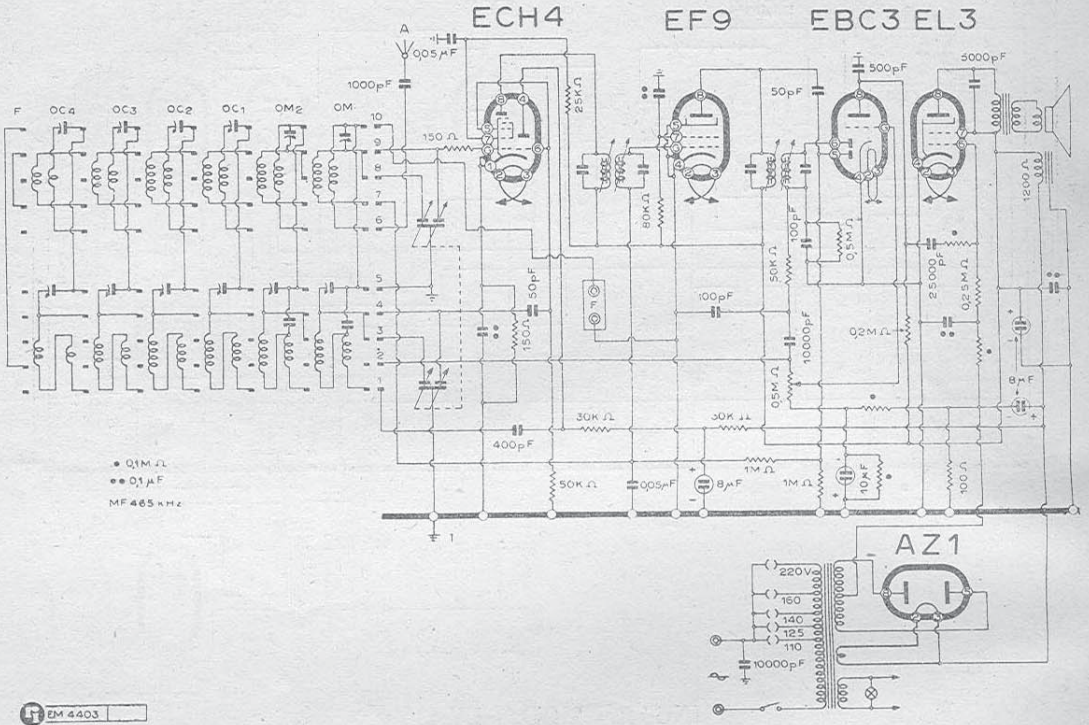 ECH4
EF9
EBC3 EL3
A
0,05µF
1000pF
150 Ω
25KΩ
500pF
5000pF
50pF
F OC4 OC3 OC2 OC1 OM2 OM
10
9
8
7
6
5
4
3
2
1
80KΩ
100pF
0,5MΩ
50KΩ
1200Ω
25000 pF
0,25MΩ
F
50pF
150Ω
100pF
10000pF
0,2MΩ
0,5MΩ
8µF
400pF
30KΩ
30KΩ
1MΩ
1MΩ
10µF
100Ω
50KΩ
0,05µF
8µF
• 0,1MΩ
•• 0,1µF
MF 465 KHz
1
AZ1
220V
160
140
125
110
10000pF
EM 4403